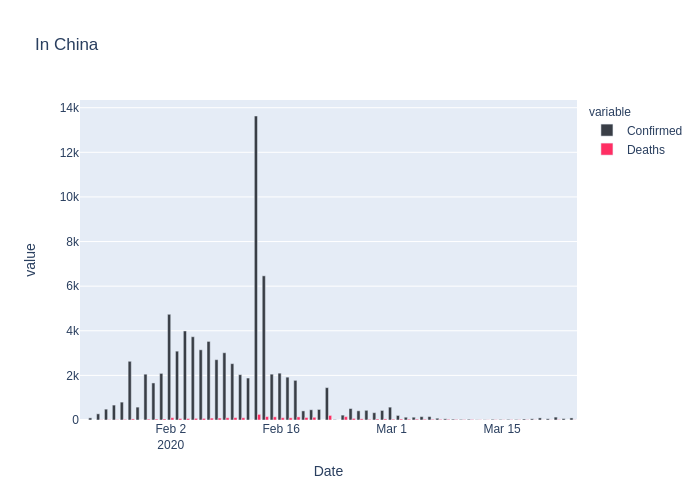 In China
variable
Confirmed
Deaths
value
14k
12k
10k
8k
6k
4k
2k
0
Feb 2
2020
Feb 16
Mar 1
Mar 15
Date